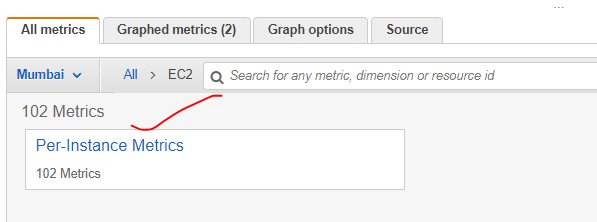 ...
All metrics Graphed metrics (2) Graph options Source
Mumbai All > EC2 Search for any metric, dimension or resource id
102 Metrics
Per-Instance Metrics
102 Metrics